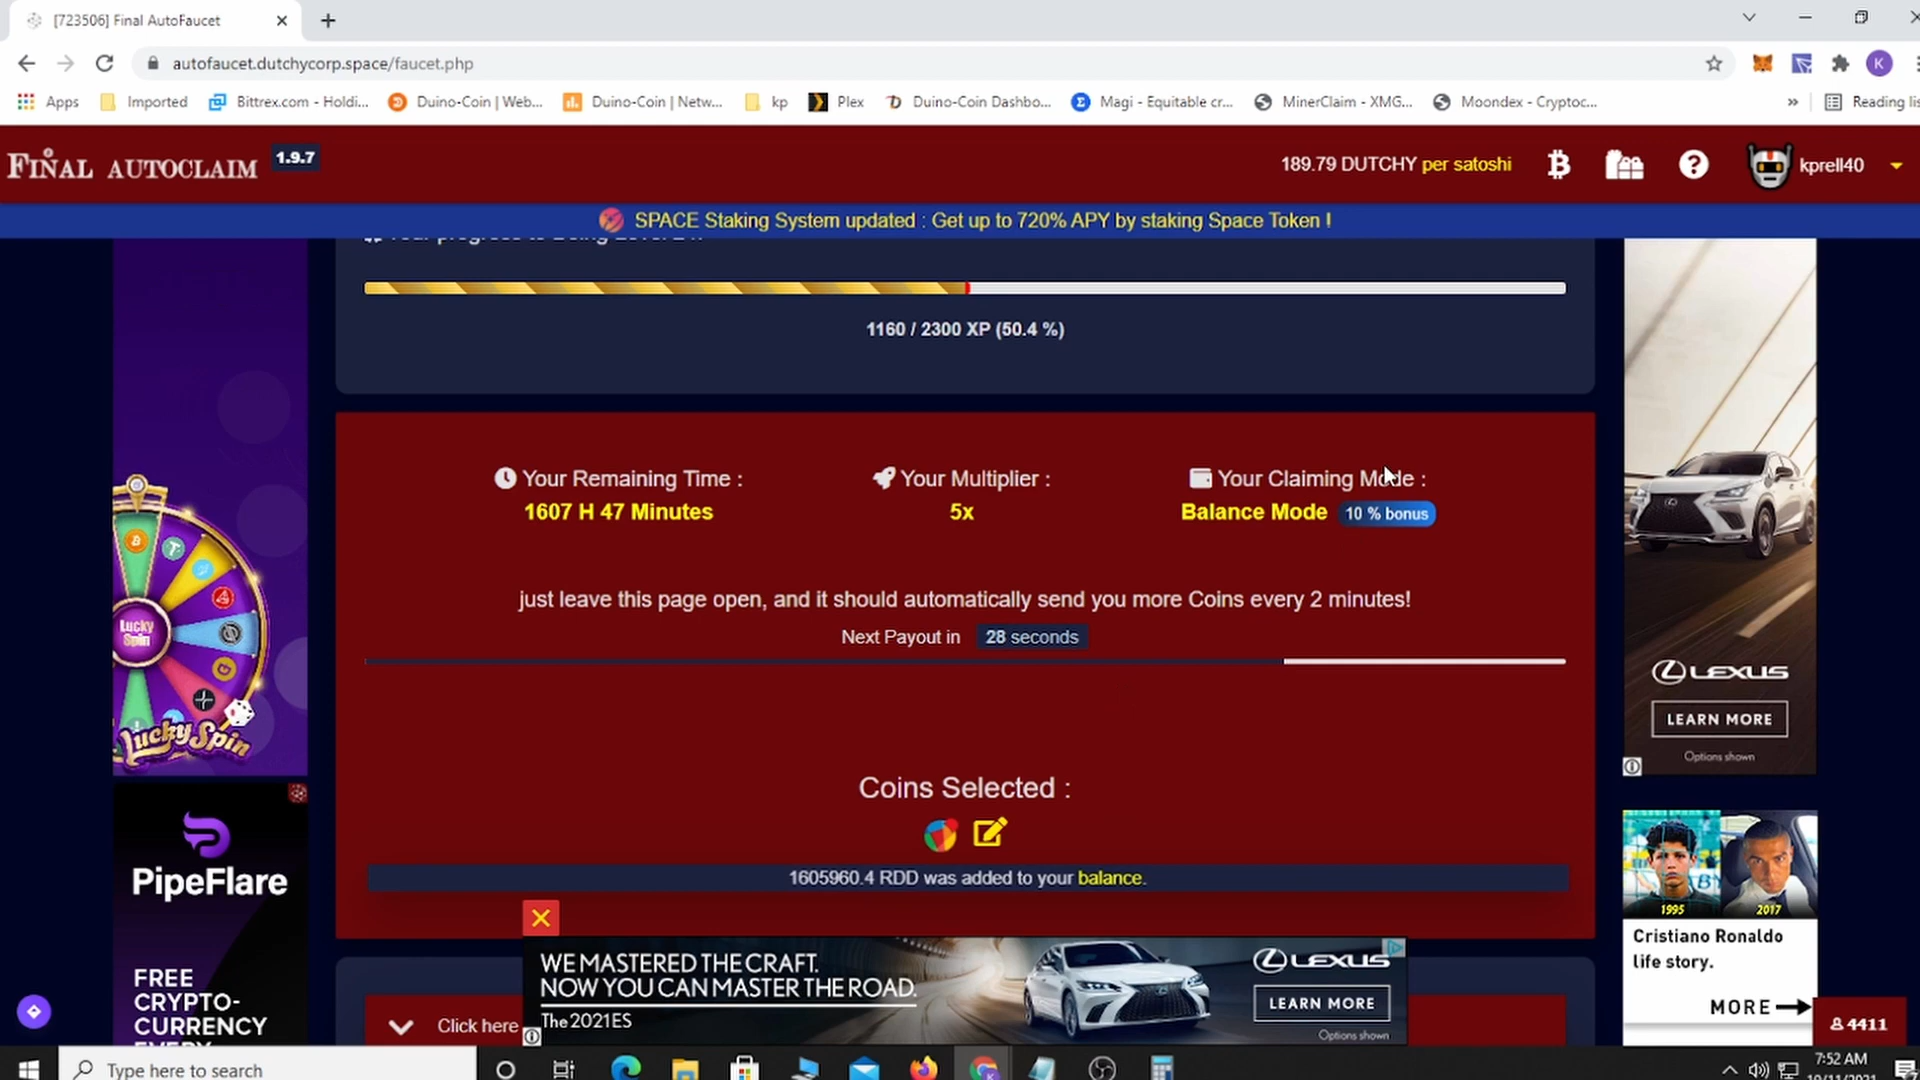 [723506] Final AutoFaucet
autofaucet.dutchycorp.space/faucet.php
K
Apps
Imported
Bittrex.com - Holdi...
Duino-Coin | Web...
Duino-Coin | Netw...
kp
Plex
Duino-Coin Dashbo...
Magi - Equitable cr...
MinerClaim - XMG...
Moondex - Cryptoc...
»
Reading lis
FINAL AUTOCLAIM
1.9.7
189.79 DUTCHY per satoshi
kprell40
SPACE Staking System updated : Get up to 720% APY by staking Space Token !
1160 / 2300 XP (50.4 %)
Your Remaining Time :
1607 H 47 Minutes
Your Multiplier :
5x
Your Claiming Mode :
Balance Mode 10 % bonus
just leave this page open, and it should automatically send you more Coins every 2 minutes!
Next Payout in 28 seconds
Coins Selected :
1605960.4 RDD was added to your balance.
Lucky
Spin
Lucky Spin
PipeFlare
FREE
CRYPTO-
CURRENCY
LEXUS
LEARN MORE
Options shown
1995
2017
Cristiano Ronaldo
life story.
MORE
4411
WE MASTERED THE CRAFT.
NOW YOU CAN MASTER THE ROAD.
The 2021 ES
LEXUS
LEARN MORE
Options shown
Click here
Type here to search
7:52 AM